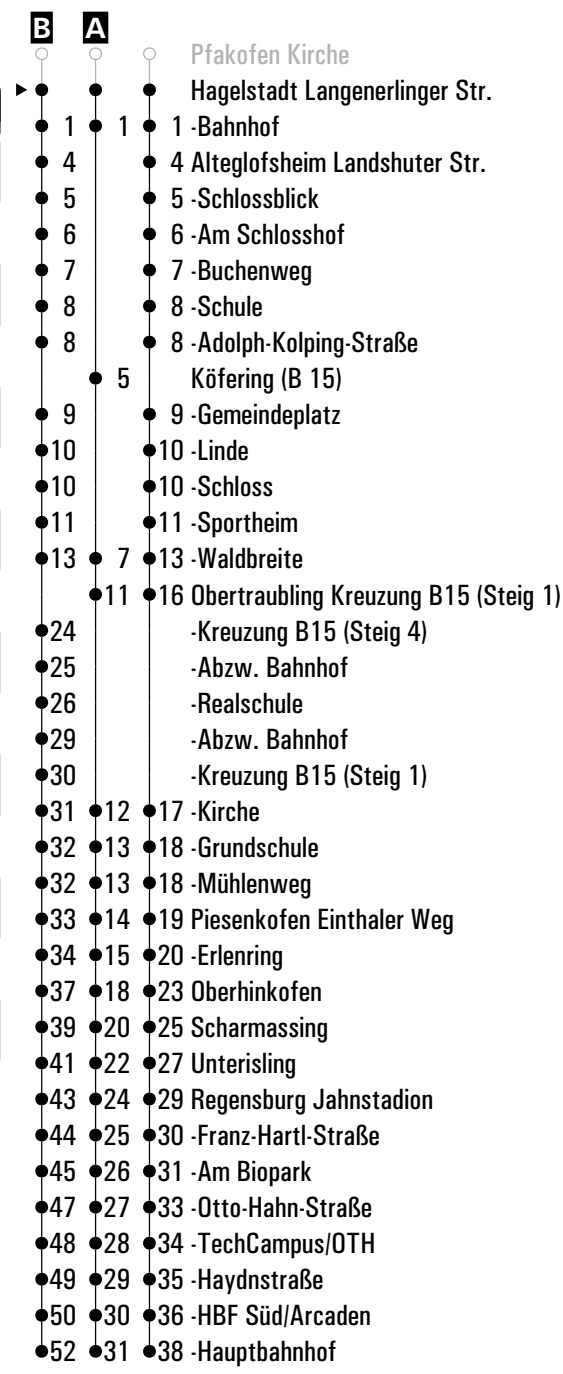 B A
Pfakofen Kirche
Hagelstadt Langenerlinger Str.
1 1 1 -Bahnhof
4 4 Alteglofsheim Landshuter Str.
5 5 -Schlossblick
6 6 -Am Schlosshof
7 7 -Buchenweg
8 8 -Schule
8 8 -Adolph-Kolping-Straße
5 Köfering (B 15)
9 9 -Gemeindeplatz
10 10 -Linde
10 10 -Schloss
11 11 -Sportheim
13 7 13 -Waldbreite
11 16 Obertraubling Kreuzung B15 (Steig 1)
24 -Kreuzung B15 (Steig 4)
25 -Abzw. Bahnhof
26 -Realschule
29 -Abzw. Bahnhof
30 -Kreuzung B15 (Steig 1)
31 12 17 -Kirche
32 13 18 -Grundschule
32 13 18 -Mühlenweg
33 14 19 Piesenkofen Einthaler Weg
34 15 20 -Erlenring
37 18 23 Oberhinkofen
39 20 25 Scharmassing
41 22 27 Unterisling
43 24 29 Regensburg Jahnstadion
44 25 30 -Franz-Hartl-Straße
45 26 31 -Am Biopark
47 27 33 -Otto-Hahn-Straße
48 28 34 -TechCampus/OTH
49 29 35 -Haydnstraße
50 30 36 -HBF Süd/Arcaden
52 31 38 -Hauptbahnhof